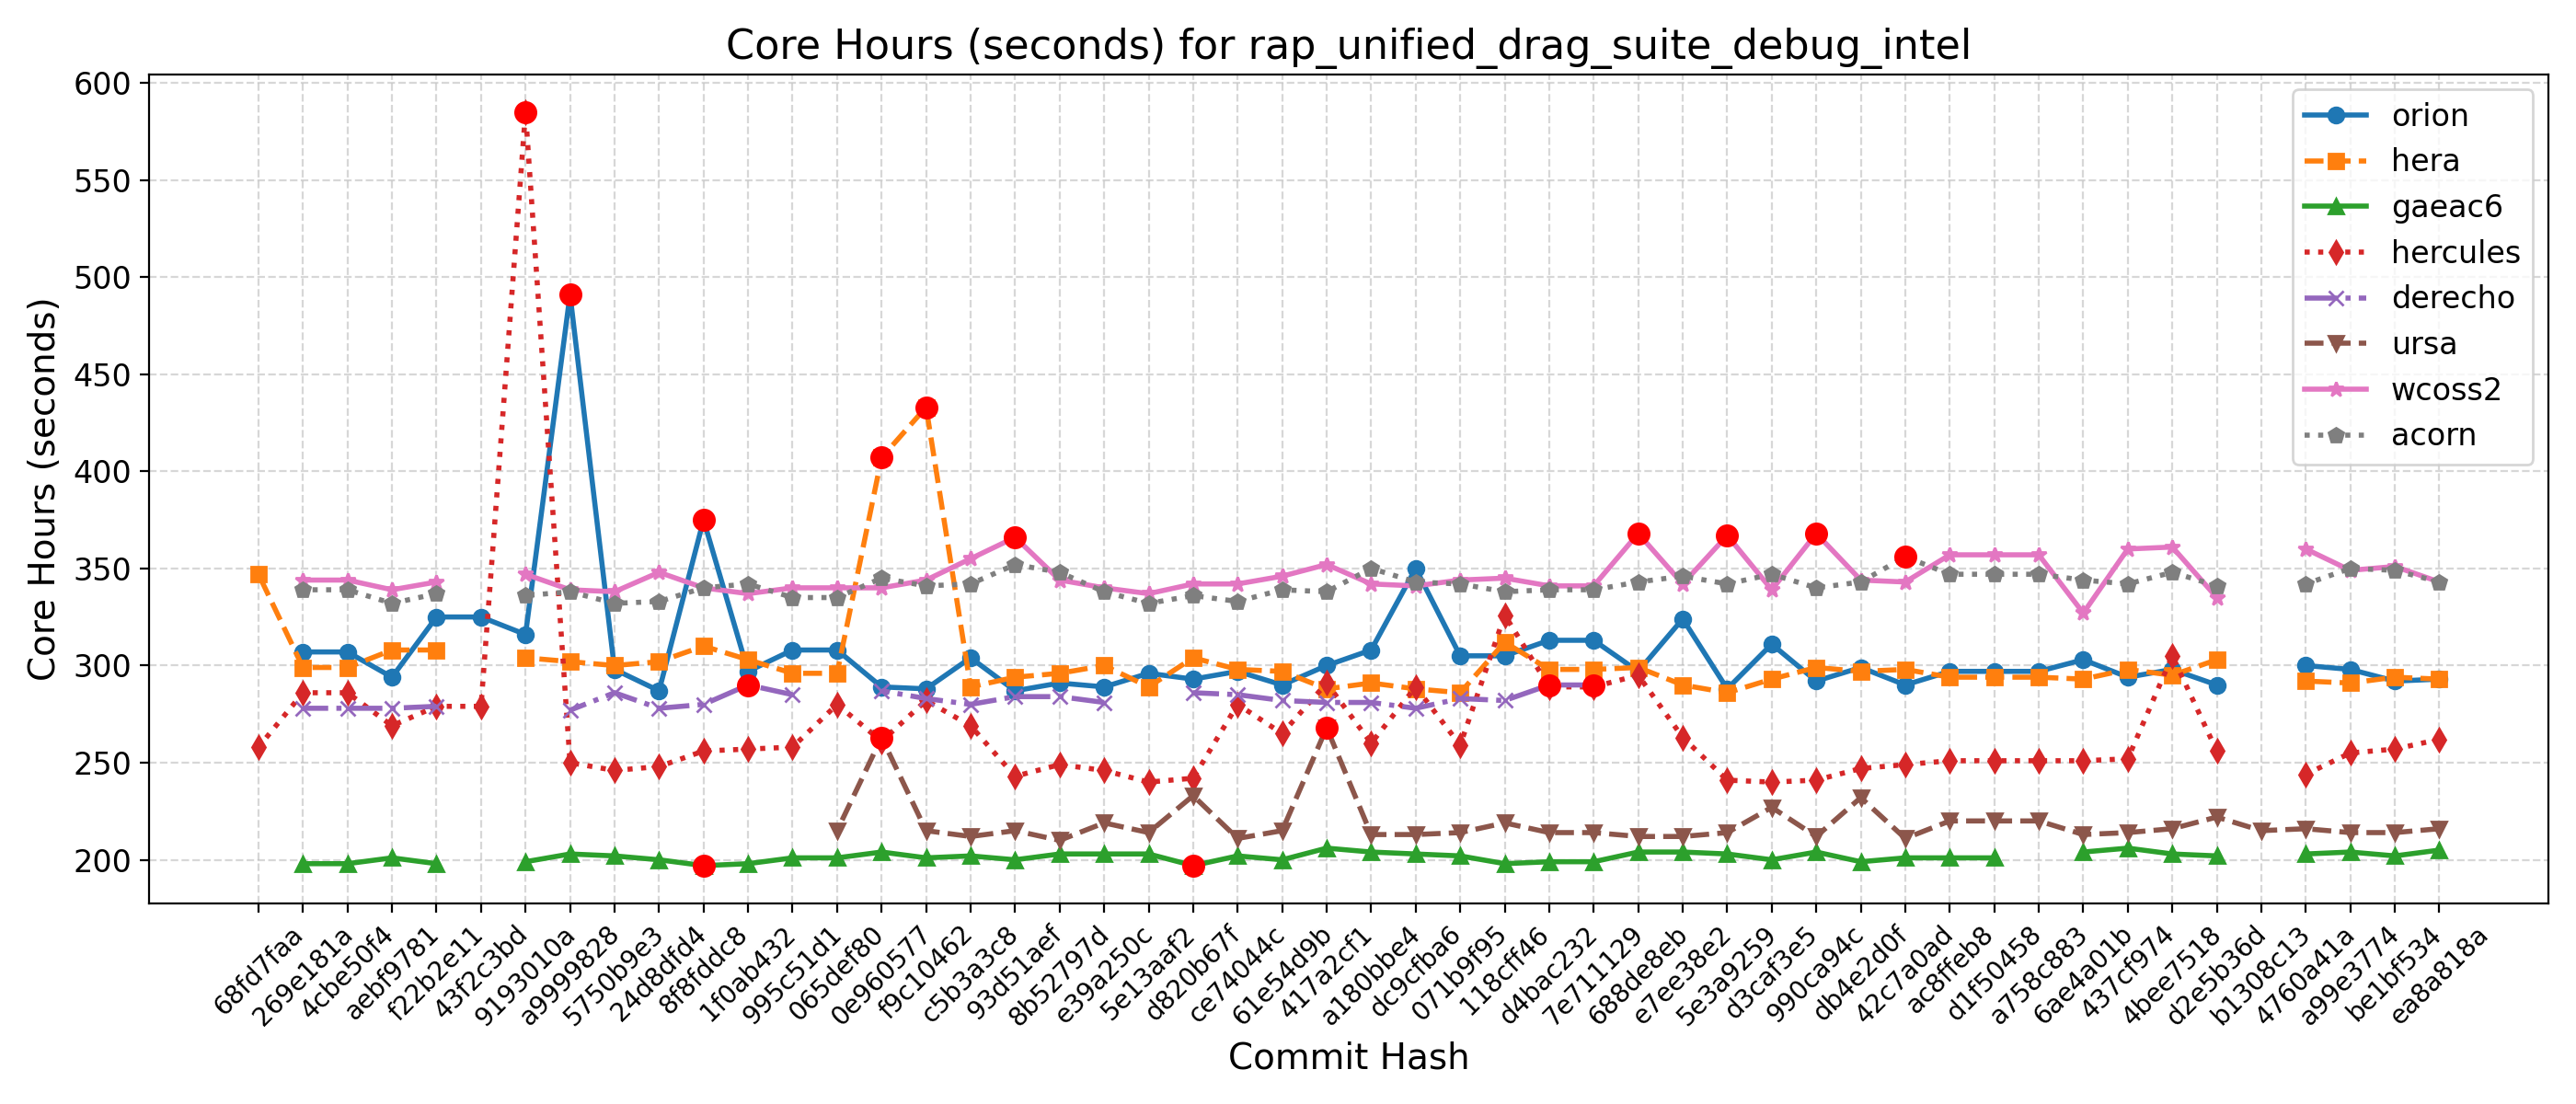 Core Hours (seconds) for rap_unified_drag_suite_debug_intel
Core Hours (seconds)
600
550
500
450
400
350
300
250
200
orion
hera
gaeac6
hercules
derecho
ursa
wcoss2
acorn
68fd7faa
269e181a
4cbe50f4
aebf9781
f22b2e11
43f2c3bd
9193010a
a9999828
5750b9e3
24d8dfd4
8f8fddc8
1f0ab432
995c51d1
065def80
0e960577
f9c10462
c5b3a3c8
93d51aef
8b52797d
e39a250c
5e13aaf2
d820b67f
ce74044c
61e54d9b
417a2cf1
a180bbe4
dc9cfba6
071b9f95
118cff46
d4bac232
7e711129
688de8eb
e7ee38e2
5e3a9259
d3caf3e5
990ca94c
db4e2d0f
42c7a0ad
ac8ffeb8
d1f50458
a758c883
6ae4a01b
437cf974
4bee7518
d2e5b36d
b1308c13
4760a41a
a99e3774
be1bf534
ea8a818a
Commit Hash